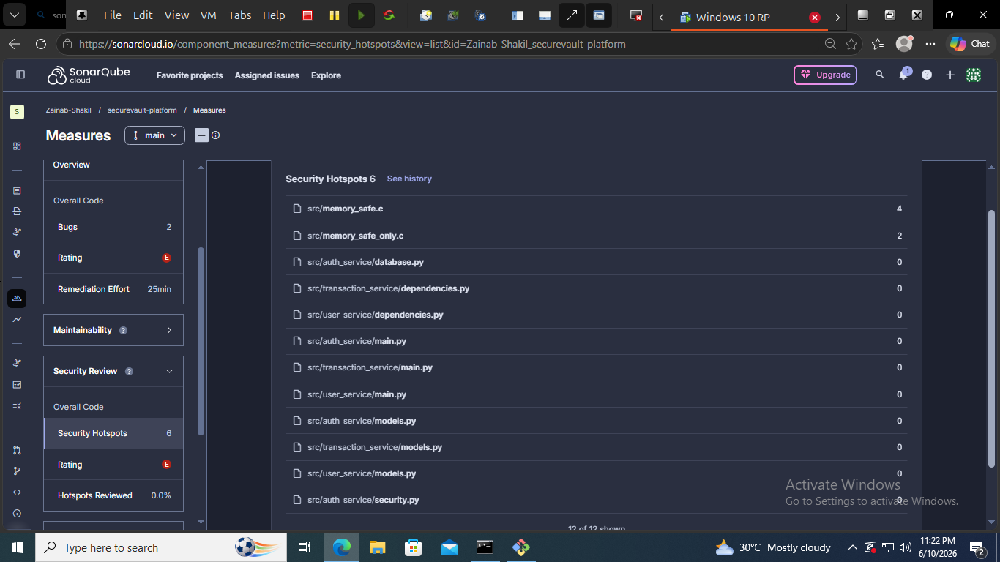 son
File Edit View VM Tabs Help
Windows 10 RP
https://sonarcloud.io/component_measures?metric=security_hotspots&view=list&id=Zainab-Shakil_securevault-platform
Chat
SonarQube cloud
Favorite projects Assigned issues Explore
Upgrade
1
?
S
Zainab-Shakil / securevault-platform / Measures
Measures
main
Overview
Overall Code
Bugs 2
Rating E
Remediation Effort 25min
Maintainability ?
Security Review ?
Overall Code
Security Hotspots 6
Rating E
Hotspots Reviewed 0.0%
Security Hotspots 6 See history
src/memory_safe.c 4
src/memory_safe_only.c 2
src/auth_service/database.py 0
src/transaction_service/dependencies.py 0
src/user_service/dependencies.py 0
src/auth_service/main.py 0
src/transaction_service/main.py 0
src/user_service/main.py 0
src/auth_service/models.py 0
src/transaction_service/models.py 0
src/user_service/models.py 0
src/auth_service/security.py 0
12 of 12 shown
Activate Windows
Go to Settings to activate Windows.
Type here to search
30°C Mostly cloudy
11:22 PM
6/10/2026
2